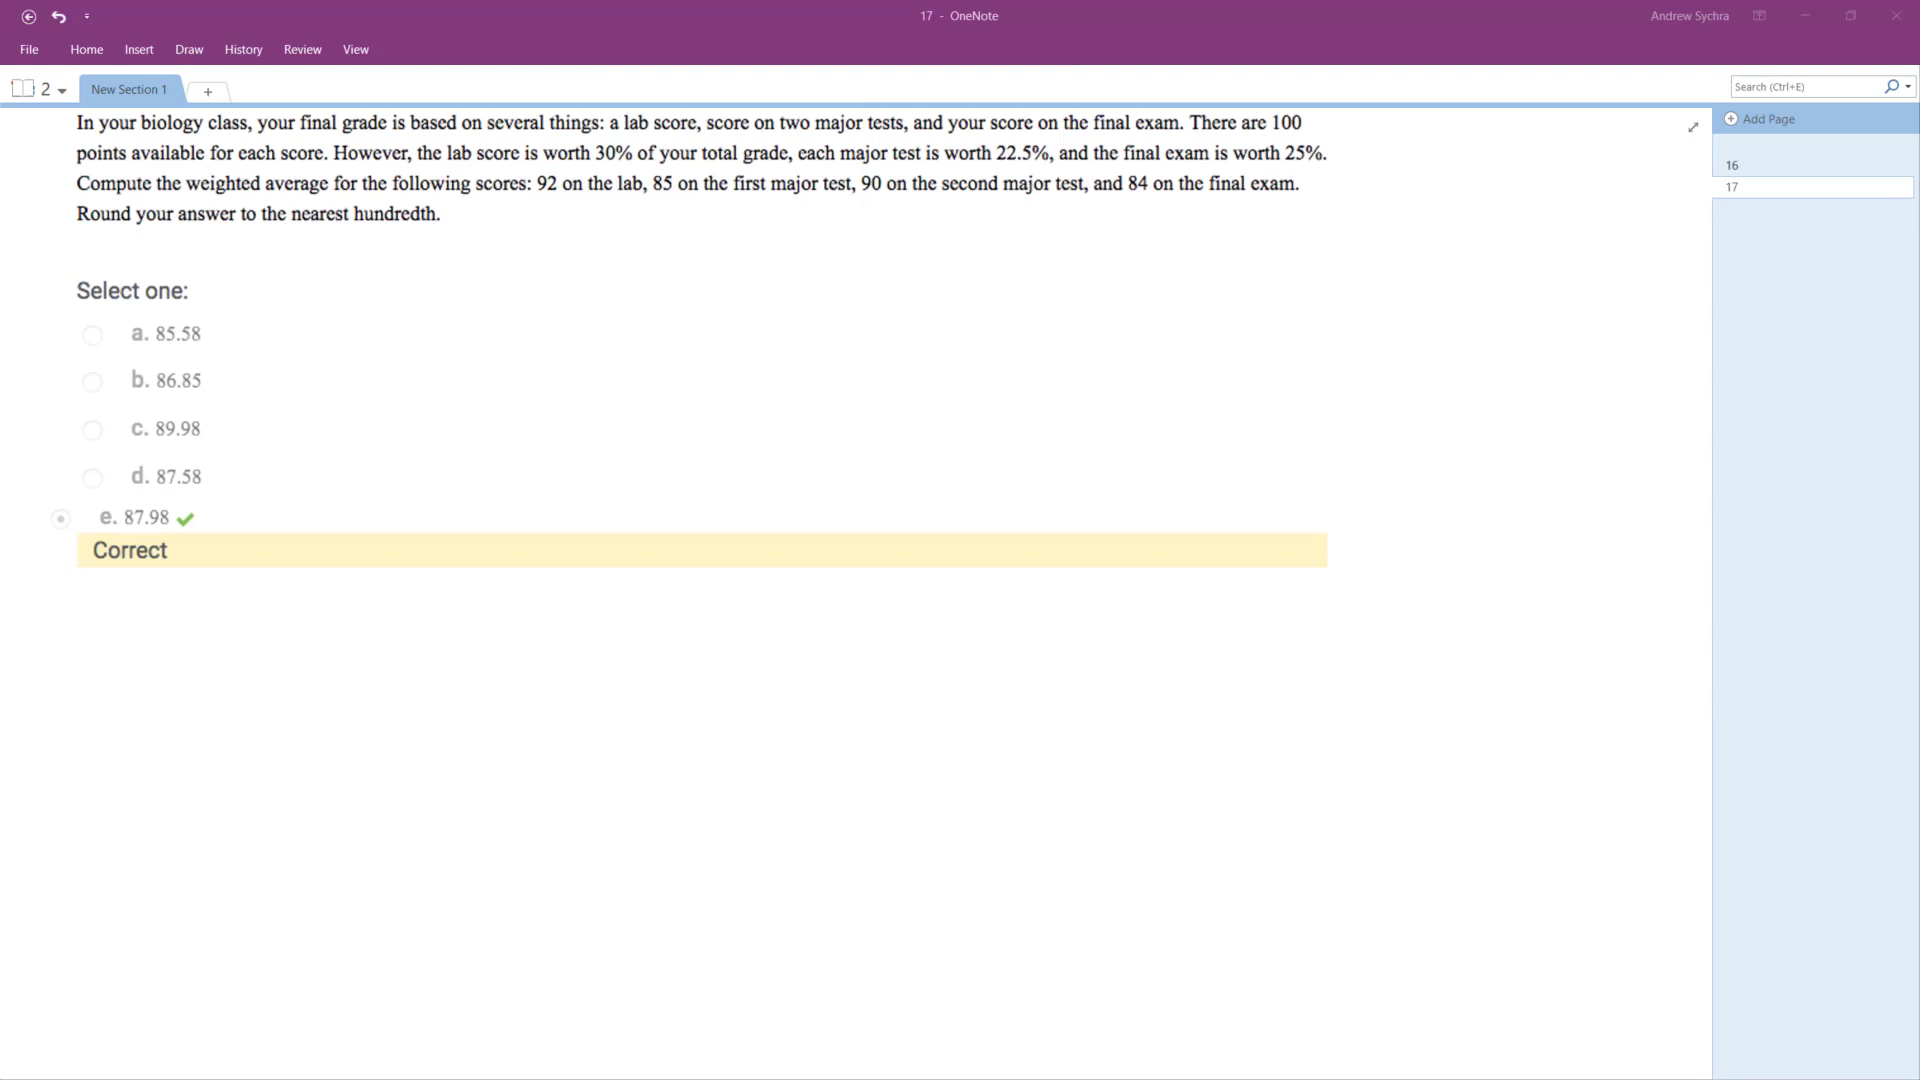 17 - OneNote
Andrew Sychra
File Home Insert Draw History Review View
2 New Section 1 +
Search (Ctrl+E)
Add Page
16
17
In your biology class, your final grade is based on several things: a lab score, score on two major tests, and your score on the final exam. There are 100
points available for each score. However, the lab score is worth 30% of your total grade, each major test is worth 22.5%, and the final exam is worth 25%.
Compute the weighted average for the following scores: 92 on the lab, 85 on the first major test, 90 on the second major test, and 84 on the final exam.
Round your answer to the nearest hundredth.
Select one:
a. 85.58
b. 86.85
c. 89.98
d. 87.58
e. 87.98
Correct